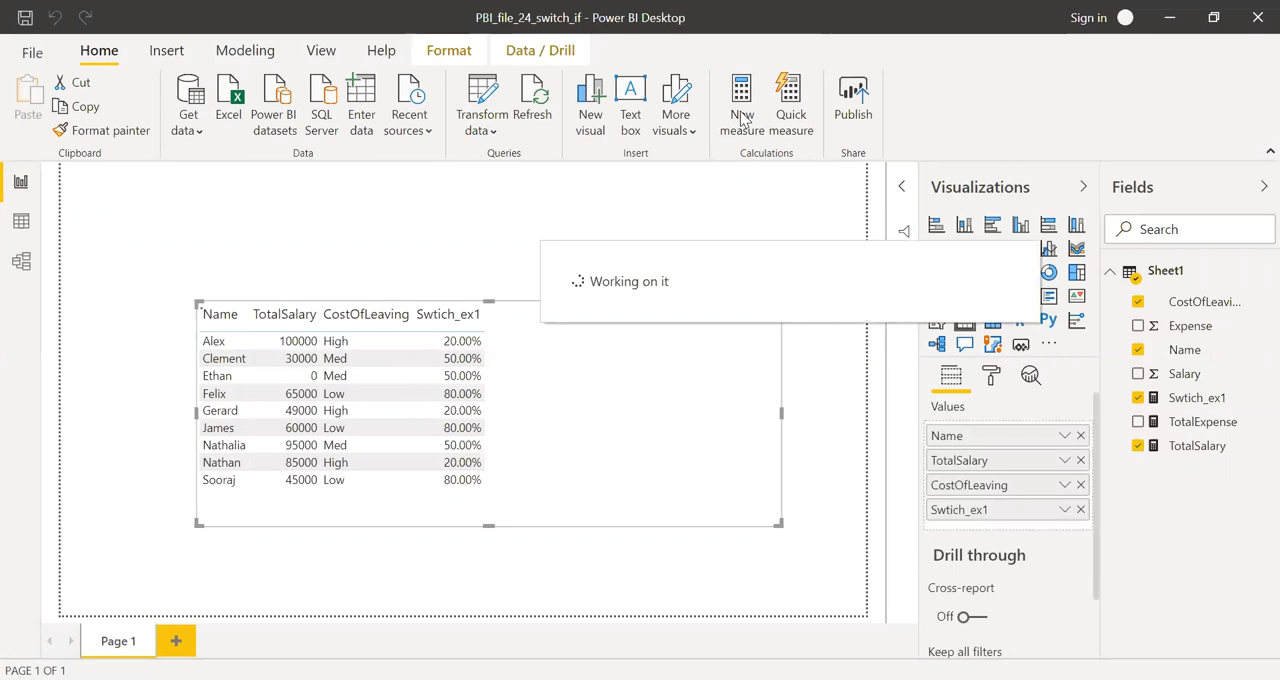 PBI_file_24_switch_if - Power BI Desktop
Sign in
File Home Insert Modeling View Help Format Data / Drill
Paste
Cut
Copy
Format painter
Clipboard
Get data
Excel
Power BI datasets
SQL Server
Enter data
Recent sources
Data
Transform data
Refresh
Queries
New visual
Text box
More visuals
Insert
New measure
Quick measure
Calculations
Publish
Share
Working on it
Name TotalSalary CostOfLeaving Swtich_ex1
Alex 100000 High 20.00%
Clement 30000 Med 50.00%
Ethan 0 Med 50.00%
Felix 65000 Low 80.00%
Gerard 49000 High 20.00%
James 60000 Low 80.00%
Nathalia 95000 Med 50.00%
Nathan 85000 High 20.00%
Sooraj 45000 Low 80.00%
Visualizations
Py
Values
Name
TotalSalary
CostOfLeaving
Swtich_ex1
Drill through
Cross-report
Off
Keep all filters
Fields
Search
Sheet1
CostOfLeavi...
Expense
Name
Salary
Swtich_ex1
TotalExpense
TotalSalary
Page 1
PAGE 1 OF 1